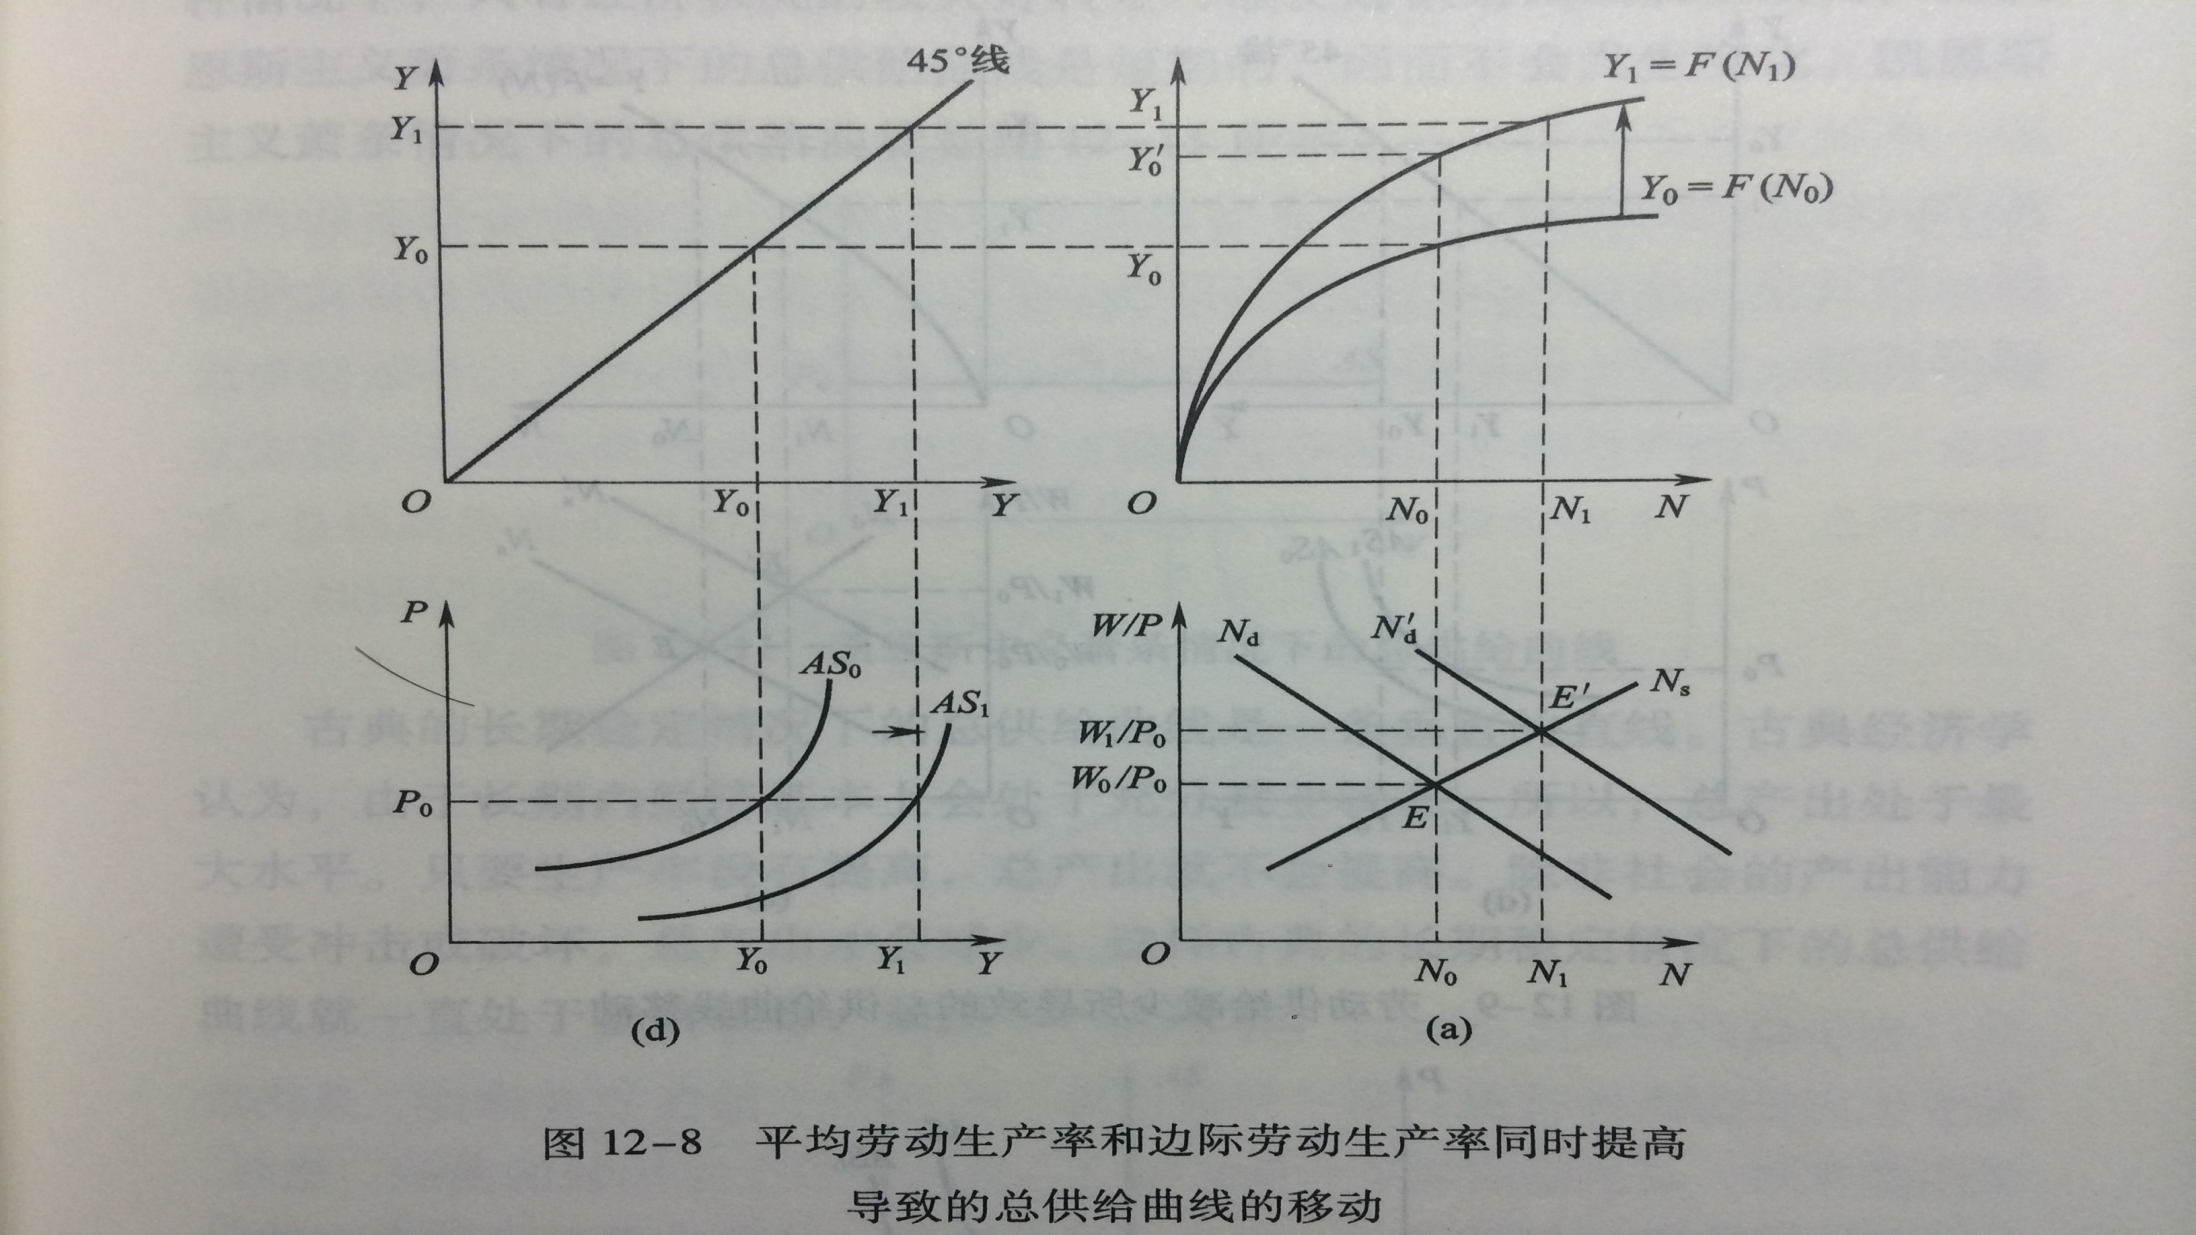 45°线
Y
Y₁
Y₀
O
Y₀
Y₁
Y
Y₁ = F(N₁)
Y₁
Y₀′
Y₀ = F(N₀)
Y₀
O
N₀
N₁
N
P
AS₀
AS₁
P₀
O
Y₀
Y₁
Y
(d)
W/P
N_d
N_d′
N_s
E′
W₁/P₀
W₀/P₀
E
O
N₀
N₁
N
(a)
图 12-8 平均劳动生产率和边际劳动生产率同时提高
导致的总供给曲线的移动